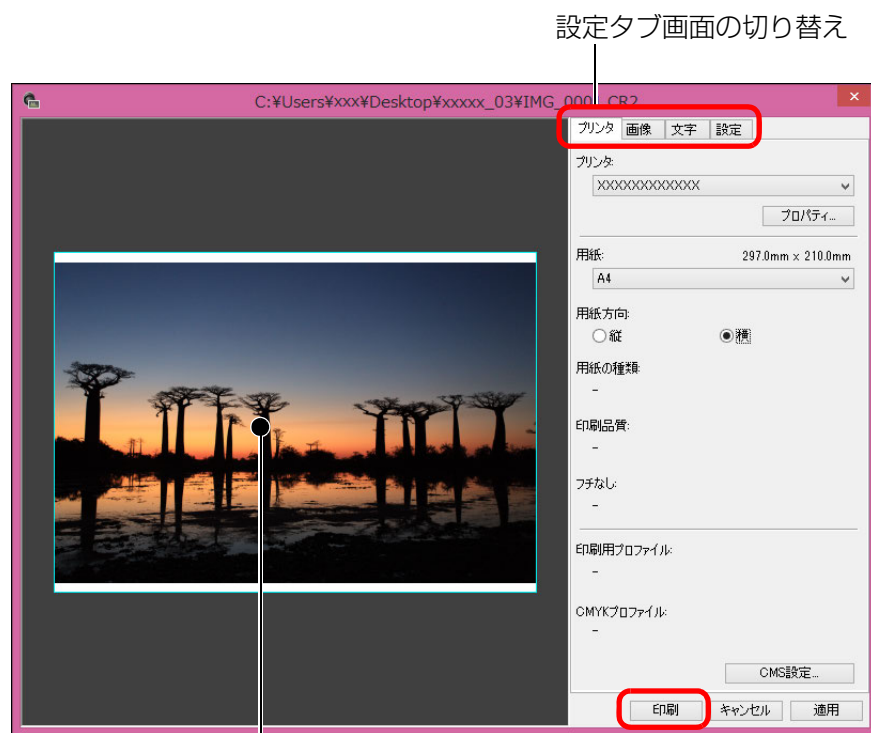 設定タブ画面の切り替え
C:¥Users¥xxx¥Desktop¥xxxxx_03¥IMG_000 .CR2
プリンタ 画像 文字 設定
プリンタ:
XXXXXXXXXXXXX
プロパティ...
用紙: 297.0mm × 210.0mm
A4
用紙方向:
縦 横
用紙の種類:
-
印刷品質:
-
フチなし:
-
印刷用プロファイル:
-
CMYKプロファイル:
-
CMS設定...
印刷 キャンセル 適用